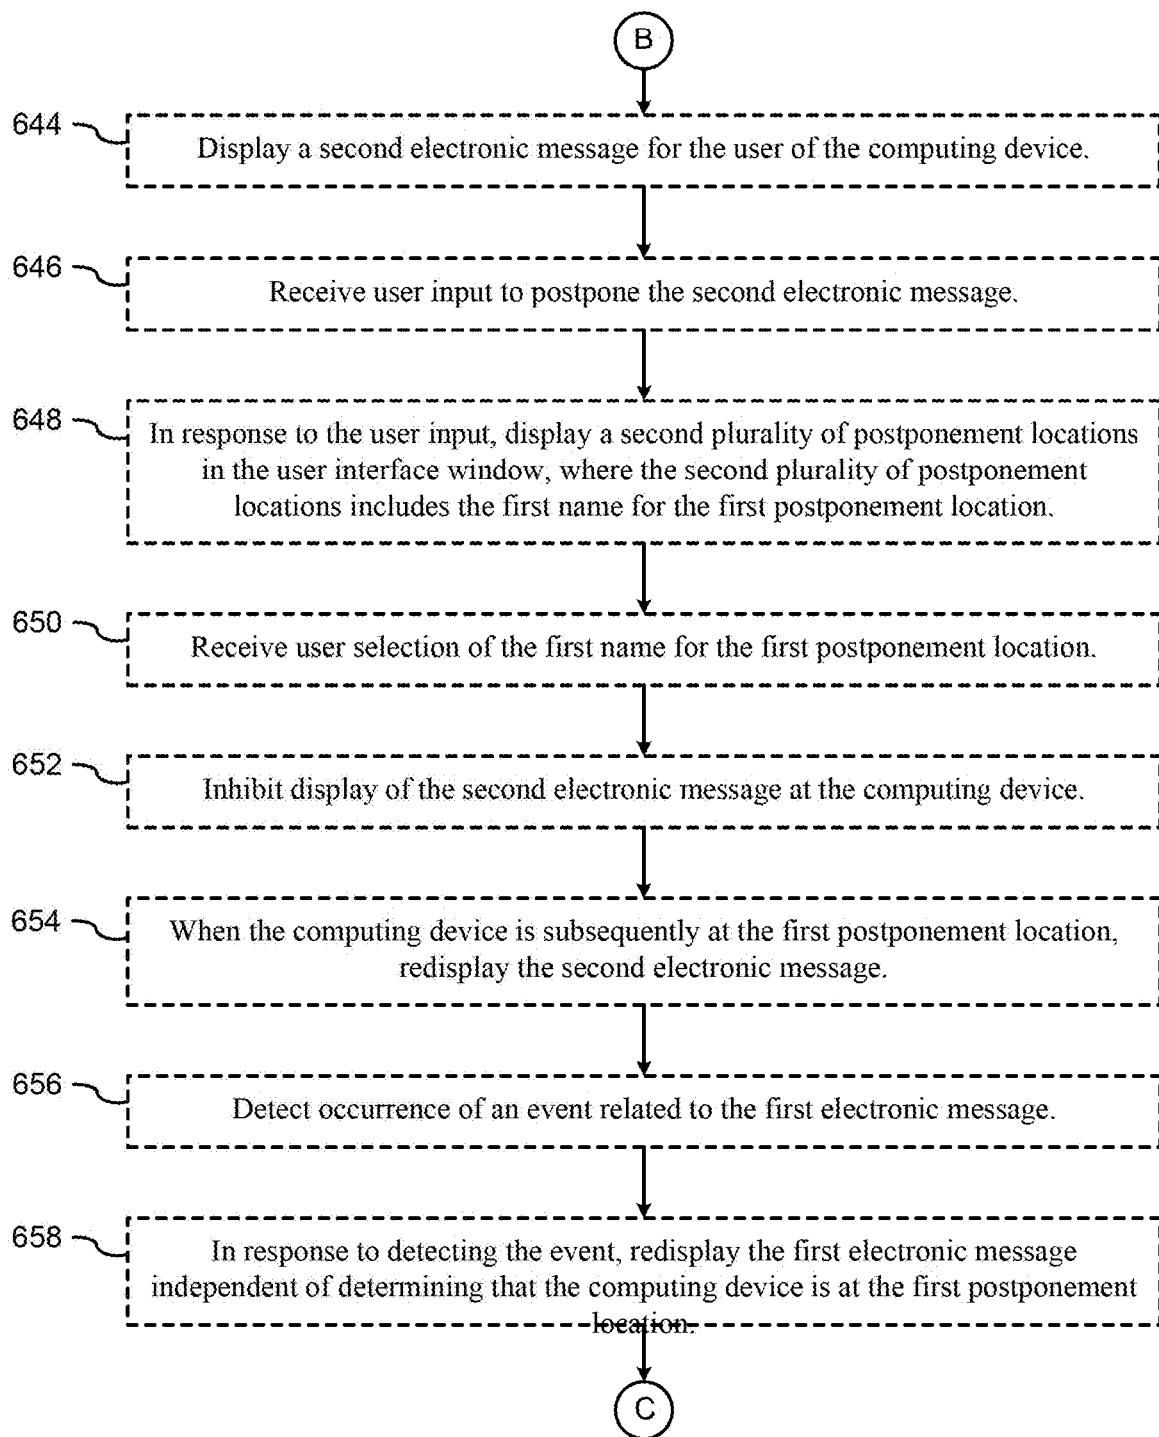 B
644
Display a second electronic message for the user of the computing device.
646
Receive user input to postpone the second electronic message.
648
In response to the user input, display a second plurality of postponement locations
in the user interface window, where the second plurality of postponement
locations includes the first name for the first postponement location.
650
Receive user selection of the first name for the first postponement location.
652
Inhibit display of the second electronic message at the computing device.
654
When the computing device is subsequently at the first postponement location,
redisplay the second electronic message.
656
Detect occurrence of an event related to the first electronic message.
658
In response to detecting the event, redisplay the first electronic message
independent of determining that the computing device is at the first postponement
location.
C